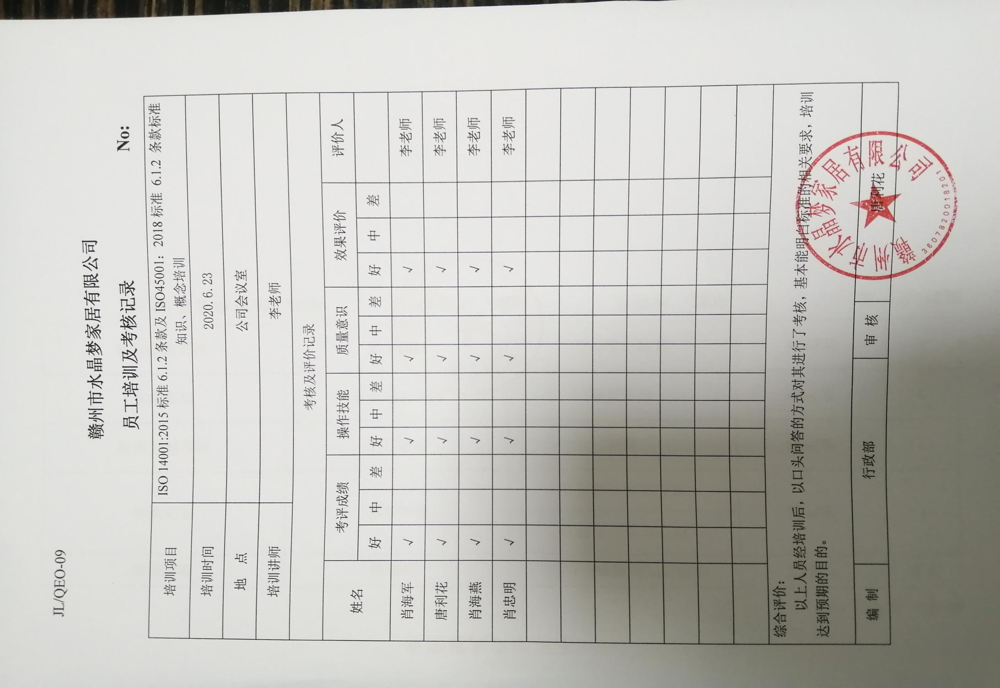 JL/QEO-09
赣州市水晶梦家居有限公司
员工培训及考核记录
No:
培训项目 ISO 14001:2015 标准 6.1.2 条款及 ISO45001：2018 标准 6.1.2 条款标准
知识、概念培训
培训时间 2020.6.23
地 点 公司会议室
培训讲师 李老师
考核及评价记录
姓名 考评成绩 操作技能 质量意识 效果评价 评价人
好 中 差 好 中 差 好 中 差 好 中 差
肖海军 √ √ √ √ 李老师
唐利花 √ √ √ √ 李老师
肖海燕 √ √ √ √ 李老师
肖忠明 √ √ √ √ 李老师
综合评价：
以上人员经培训后，以口头问答的方式对其进行了考核，基本能明白标准的相关要求，培训
达到预期的目的。
编 制 行政部 审 核 唐利花
赣州市水晶梦家居有限公司
3607820018201